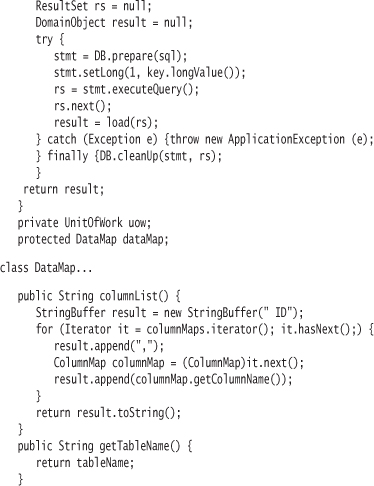 ResultSet rs = null;
DomainObject result = null;
try {
stmt = DB.prepare(sql);
stmt.setLong(1, key.longValue());
rs = stmt.executeQuery();
rs.next();
result = load(rs);
} catch (Exception e) {throw new ApplicationException (e);
} finally {DB.cleanUp(stmt, rs);
}
return result;
}
private UnitOfWork uow;
protected DataMap dataMap;
class DataMap...
public String columnList() {
StringBuffer result = new StringBuffer(" ID");
for (Iterator it = columnMaps.iterator(); it.hasNext();) {
result.append(",");
ColumnMap columnMap = (ColumnMap)it.next();
result.append(columnMap.getColumnName());
}
return result.toString();
}
public String getTableName() {
return tableName;
}